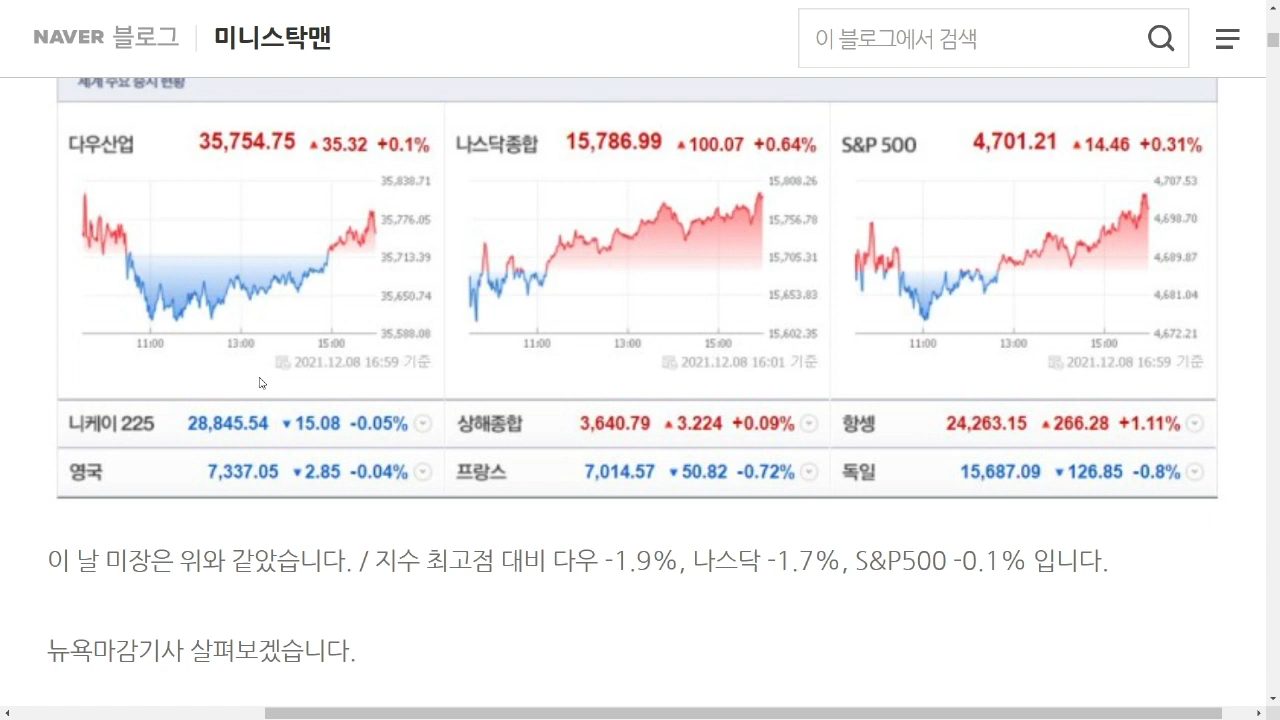 NAVER 블로그 미니스탁맨 이 블로그에서 검색
세계 주요 증시 현황
다우산업 35,754.75 ▲35.32 +0.1%
35,838.71
35,776.05
35,713.39
35,650.74
35,588.08
11:00 13:00 15:00
2021.12.08 16:59 기준
나스닥종합 15,786.99 ▲100.07 +0.64%
15,808.26
15,756.78
15,705.31
15,653.83
15,602.35
11:00 13:00 15:00
2021.12.08 16:01 기준
S&P 500 4,701.21 ▲14.46 +0.31%
4,707.53
4,698.70
4,689.87
4,681.04
4,672.21
11:00 13:00 15:00
2021.12.08 16:59 기준
니케이 225 28,845.54 ▼15.08 -0.05% 상해종합 3,640.79 ▲3.224 +0.09% 항셍 24,263.15 ▲266.28 +1.11%
영국 7,337.05 ▼2.85 -0.04% 프랑스 7,014.57 ▼50.82 -0.72% 독일 15,687.09 ▼126.85 -0.8%
이 날 미장은 위와 같았습니다. / 지수 최고점 대비 다우 -1.9%, 나스닥 -1.7%, S&P500 -0.1% 입니다.
뉴욕마감기사 살펴보겠습니다.